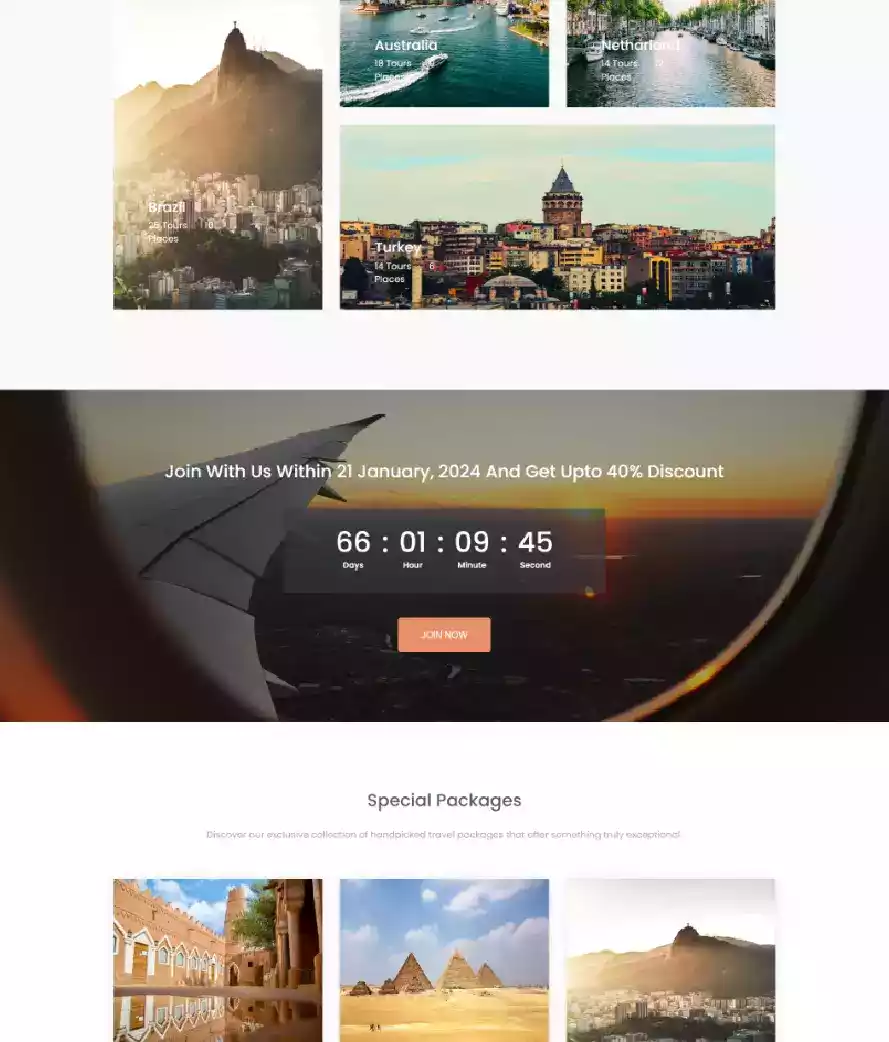 Australia
18 Tours
Places
Netharland
14 Tours 12
Places
Brazil
25 Tours 18
Places
Turkey
14 Tours 6
Places
Join With Us Within 21 January, 2024 And Get Upto 40% Discount
66 : 01 : 09 : 45
Days Hour Minute Second
JOIN NOW
Special Packages
Discover our exclusive collection of handpicked travel packages that offer something truly exceptional.